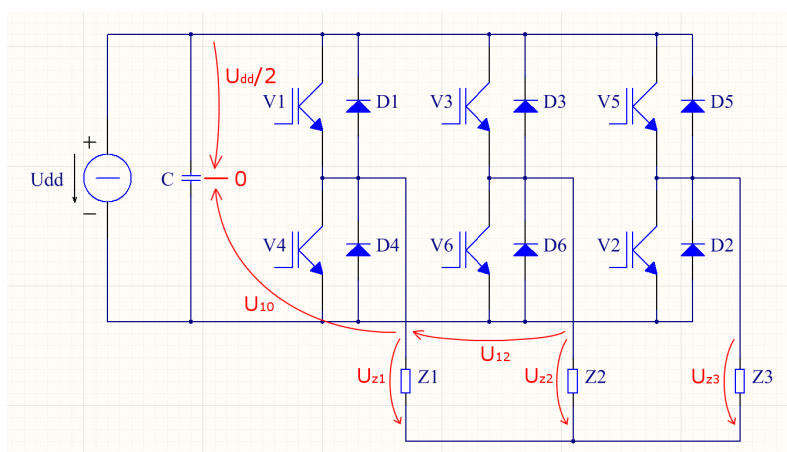 Udd/2
V1
D1
V3
D3
V5
D5
+
Udd
C
0
−
V4
D4
V6
D6
V2
D2
U10
U12
Uz1
Z1
Uz2
Z2
Uz3
Z3